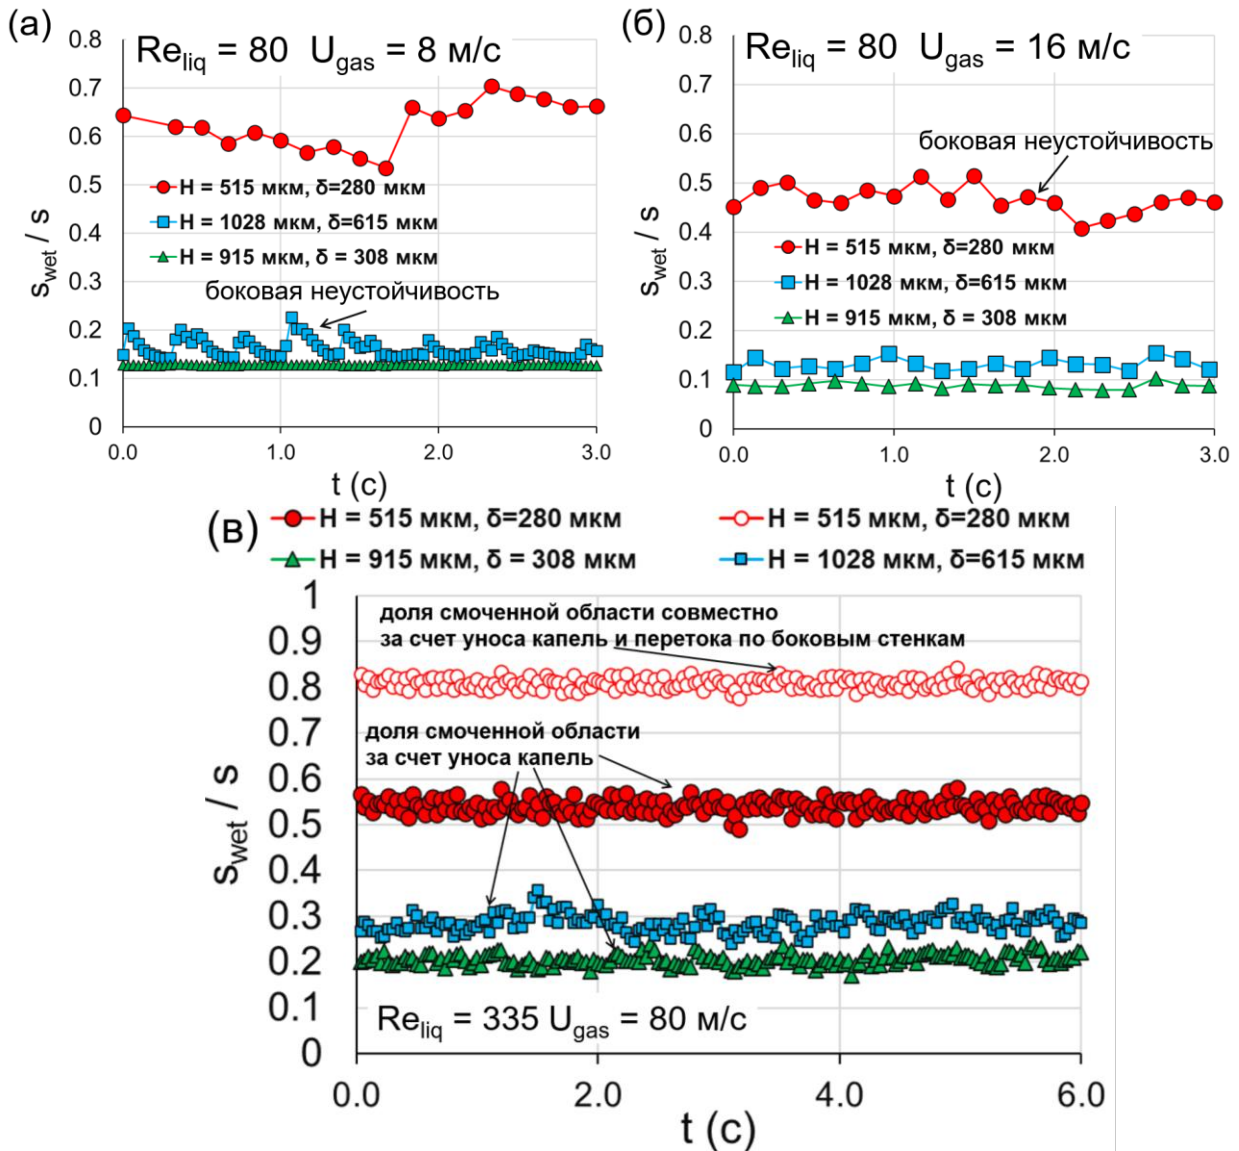 (а)
Re_liq = 80 U_gas = 8 м/с
0.8
0.7
0.6
0.5
0.4
0.3
0.2
0.1
0
s_wet / s
H = 515 мкм, δ=280 мкм
H = 1028 мкм, δ=615 мкм
H = 915 мкм, δ = 308 мкм
боковая неустойчивость
0.0 1.0 2.0 3.0
t (с)
(б)
Re_liq = 80 U_gas = 16 м/с
0.8
0.7
0.6
0.5
0.4
0.3
0.2
0.1
0
s_wet / s
боковая неустойчивость
H = 515 мкм, δ=280 мкм
H = 1028 мкм, δ=615 мкм
H = 915 мкм, δ = 308 мкм
0.0 1.0 2.0 3.0
t (с)
(в)
H = 515 мкм, δ=280 мкм H = 515 мкм, δ=280 мкм
H = 915 мкм, δ = 308 мкм H = 1028 мкм, δ=615 мкм
1
0.9
0.8
0.7
0.6
0.5
0.4
0.3
0.2
0.1
0
s_wet / s
доля смоченной области совместно
за счет уноса капель и перетока по боковым стенкам
доля смоченной области
за счет уноса капель
Re_liq = 335 U_gas = 80 м/с
0.0 2.0 4.0 6.0
t (с)